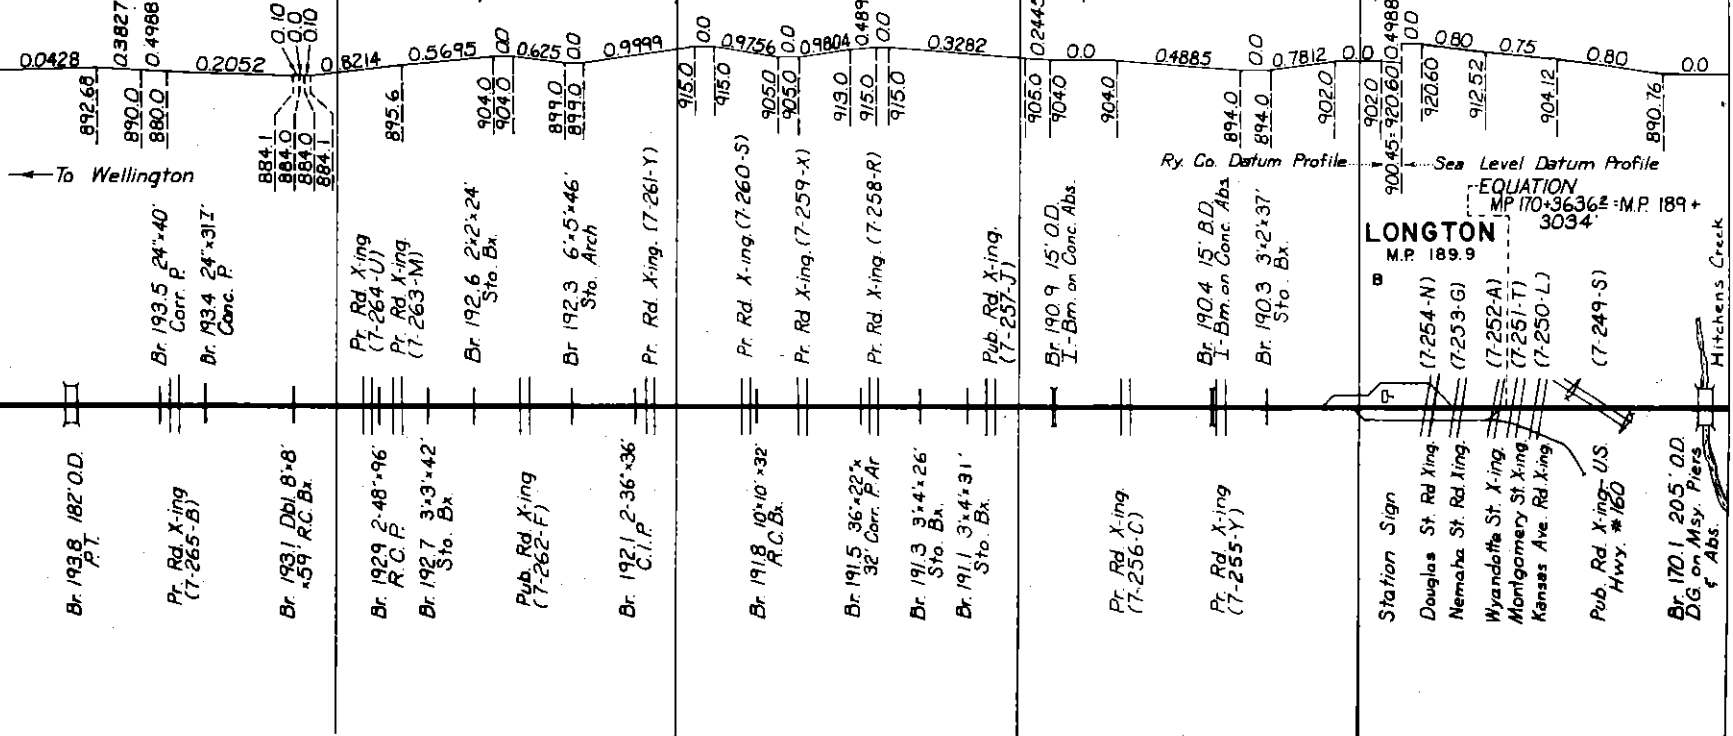 0.0428
0.3827
0.4988
0.2052
0.10
0.0
0.10
0.8214
0.5695
0.0
0.625
0.0
0.9999
0.0
0.9756
0.0
0.9804
0.489
0.0
0.3282
0.2445
0.0
0.4885
0.0
0.7812
0.0
0.4988
0.0
0.80
0.75
0.80
0.0
892.68
890.0
880.0
884.1
884.0
884.0
884.1
895.6
904.0
904.0
899.0
899.0
915.0
915.0
905.0
905.0
919.0
915.0
915.0
905.0
904.0
904.0
894.0
894.0
902.0
902.0
900.45=920.60
920.60
912.52
904.12
890.76
To Wellington
Ry. Co. Datum Profile
Sea Level Datum Profile
EQUATION
MP 170+3636.2=M.P. 189+
3034'
LONGTON
M.P. 189.9
B
Br. 193.5 24"x40'
Corr. P.
Br. 193.4 24"x317'
Conc. P.
Pr. Rd. X-ing
(7-264-U)
Pr. Rd. X-ing.
(7-263-M)
Br. 192.6 2'x2'x24'
Sto. Bx.
Br 192.3 6'x5'x46'
Sto. Arch
Pr. Rd. X-ing. (7-261-Y)
Pr. Rd. X-ing. (7-260-S)
Pr. Rd X-ing. (7-259-X)
Pr. Rd. X-ing. (7-258-R)
Pub. Rd. X-ing.
(7-257-J)
Br. 190.9 15' O.D.
I-Bm. on Conc. Abs.
Br. 190.4 15' B.D.
I-Bm. on Conc. Abs.
Br. 190.3 3'x2'x37'
Sto. Bx.
(7-254-N)
(7-253-G)
(7-252-A)
(7-251-T)
(7-250-L)
(7-249-S)
Hitchens Creek
Br. 193.8 182' O.D.
P.T.
Pr. Rd. X-ing
(7-265-B)
Br. 193.1 Dbl. 8'x8'
x59' R.C. Bx.
Br. 192.9 2-48"x96'
R.C.P.
Br. 192.7 3'x3'x42'
Sto. Bx.
Pub. Rd. X-ing
(7-262-F)
Br. 192.1 2-36"x36'
C.I.P.
Br. 191.8 10'x10'x32'
R.C. Bx.
Br. 191.5 36"x22"x
32' Corr. P. Ar
Br. 191.3 3'x4'x26'
Sto. Bx.
Br. 191.1 3'x4'x31'
Sto. Bx.
Pr. Rd X-ing.
(7-256-C)
Pr. Rd X-ing
(7-255-Y)
Station Sign
Douglas St. Rd Xing.
Nemaha St. Rd Xing.
Wyandotte St. X-ing.
Montgomery St. X-ing
Kansas Ave. Rd Xing.
Pub. Rd X-ing-U.S.
Hwy. #160
Br. 170.1 205' O.D.
D.G. on Msy. Piers
& Abs.